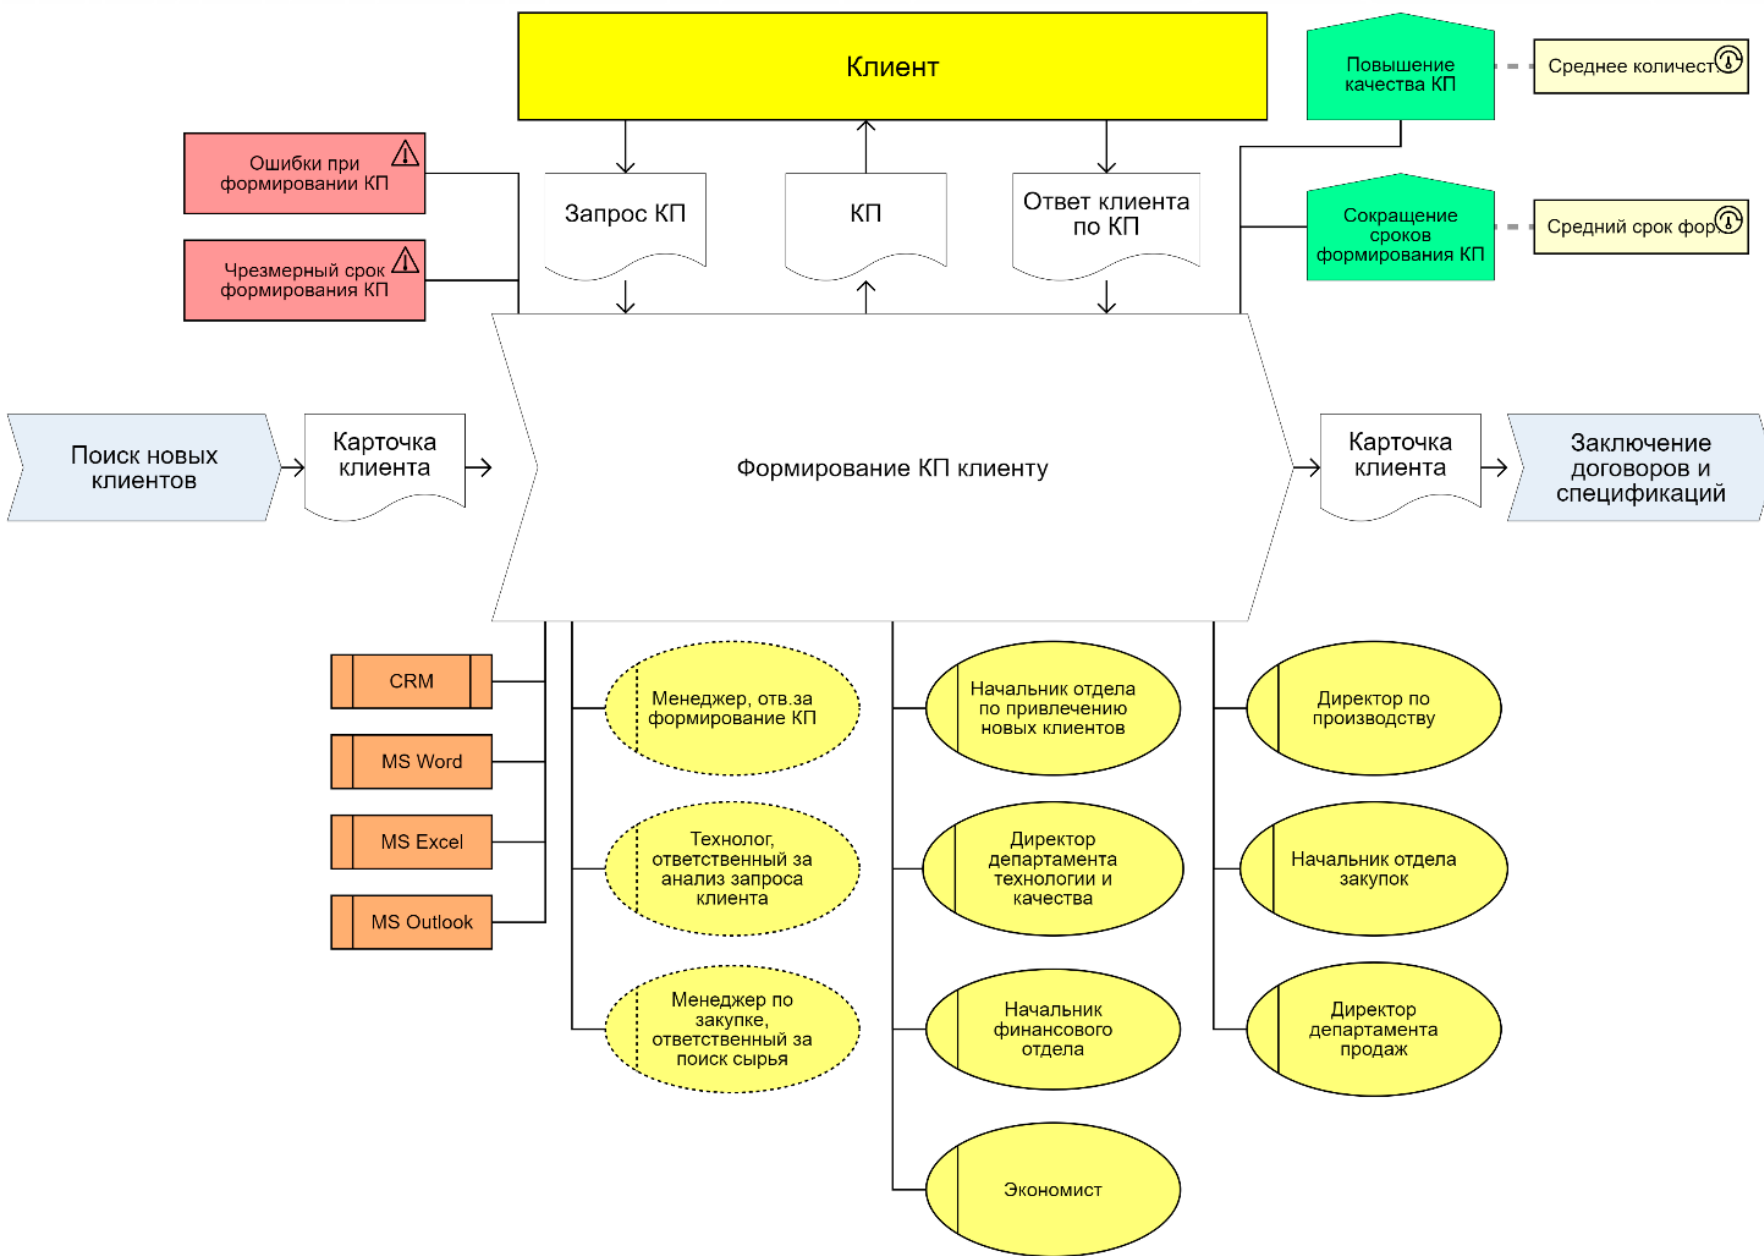 Клиент
Повышение
качества КП
Среднее количест
Ошибки при
формировании КП
Запрос КП
КП
Ответ клиента
по КП
Сокращение
сроков
формирования КП
Средний срок фор
Чрезмерный срок
формирования КП
Поиск новых
клиентов
Карточка
клиента
Формирование КП клиенту
Карточка
клиента
Заключение
договоров и
спецификаций
CRM
MS Word
MS Excel
MS Outlook
Менеджер, отв.за
формирование КП
Технолог,
ответственный за
анализ запроса
клиента
Менеджер по
закупке,
ответственный за
поиск сырья
Начальник отдела
по привлечению
новых клиентов
Директор
департамента
технологии и
качества
Начальник
финансового
отдела
Экономист
Директор по
производству
Начальник отдела
закупок
Директор
департамента
продаж